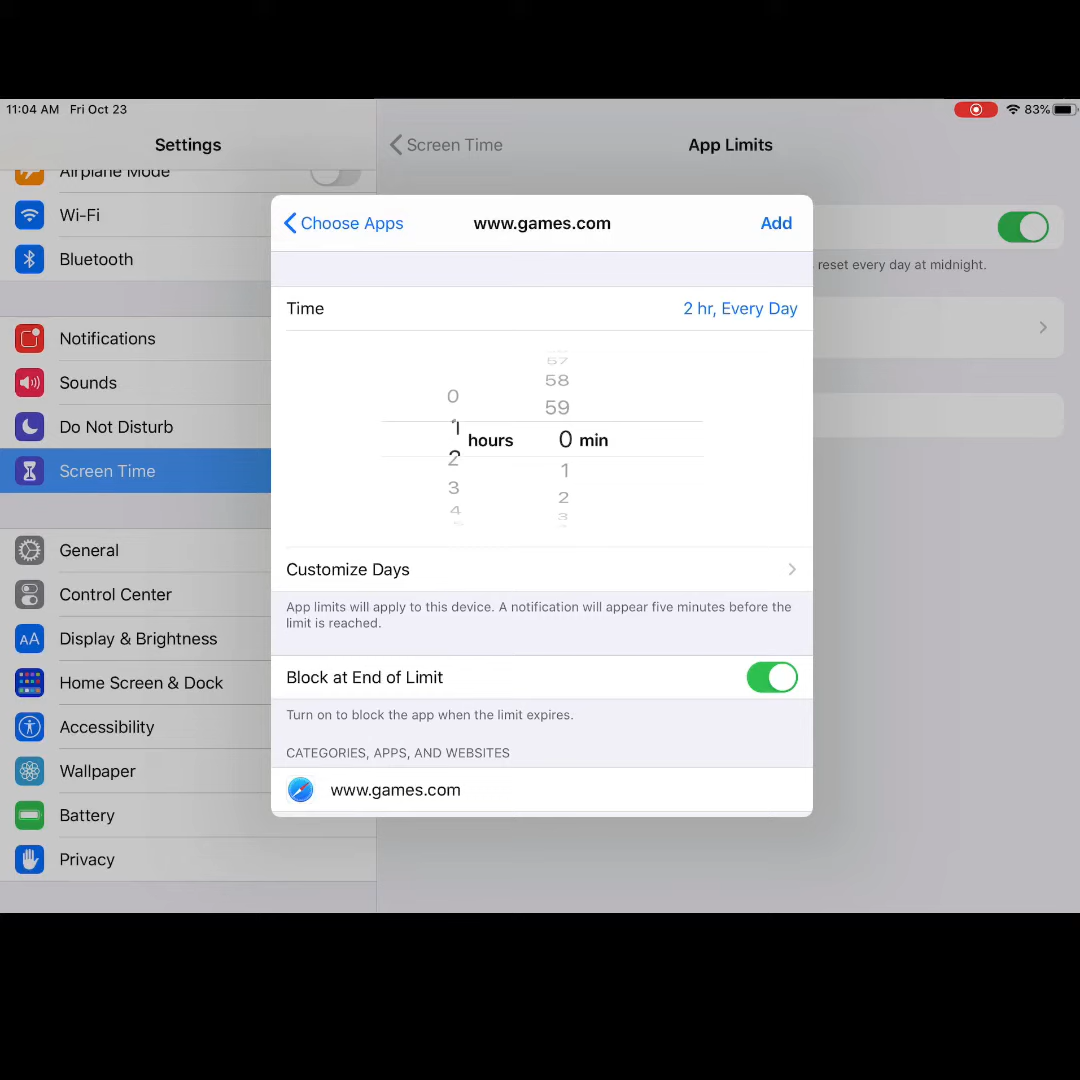 11:04 AM Fri Oct 23
83%
Settings
Airplane Mode
Wi-Fi
Bluetooth
Notifications
Sounds
Do Not Disturb
Screen Time
General
Control Center
Display & Brightness
Home Screen & Dock
Accessibility
Wallpaper
Battery
Privacy
Screen Time
App Limits
reset every day at midnight.
Choose Apps
www.games.com
Add
Time
2 hr, Every Day
57
58
0
59
1 hours
0 min
2
1
3
2
4
3
5
Customize Days
App limits will apply to this device. A notification will appear five minutes before the
limit is reached.
Block at End of Limit
Turn on to block the app when the limit expires.
CATEGORIES, APPS, AND WEBSITES
www.games.com